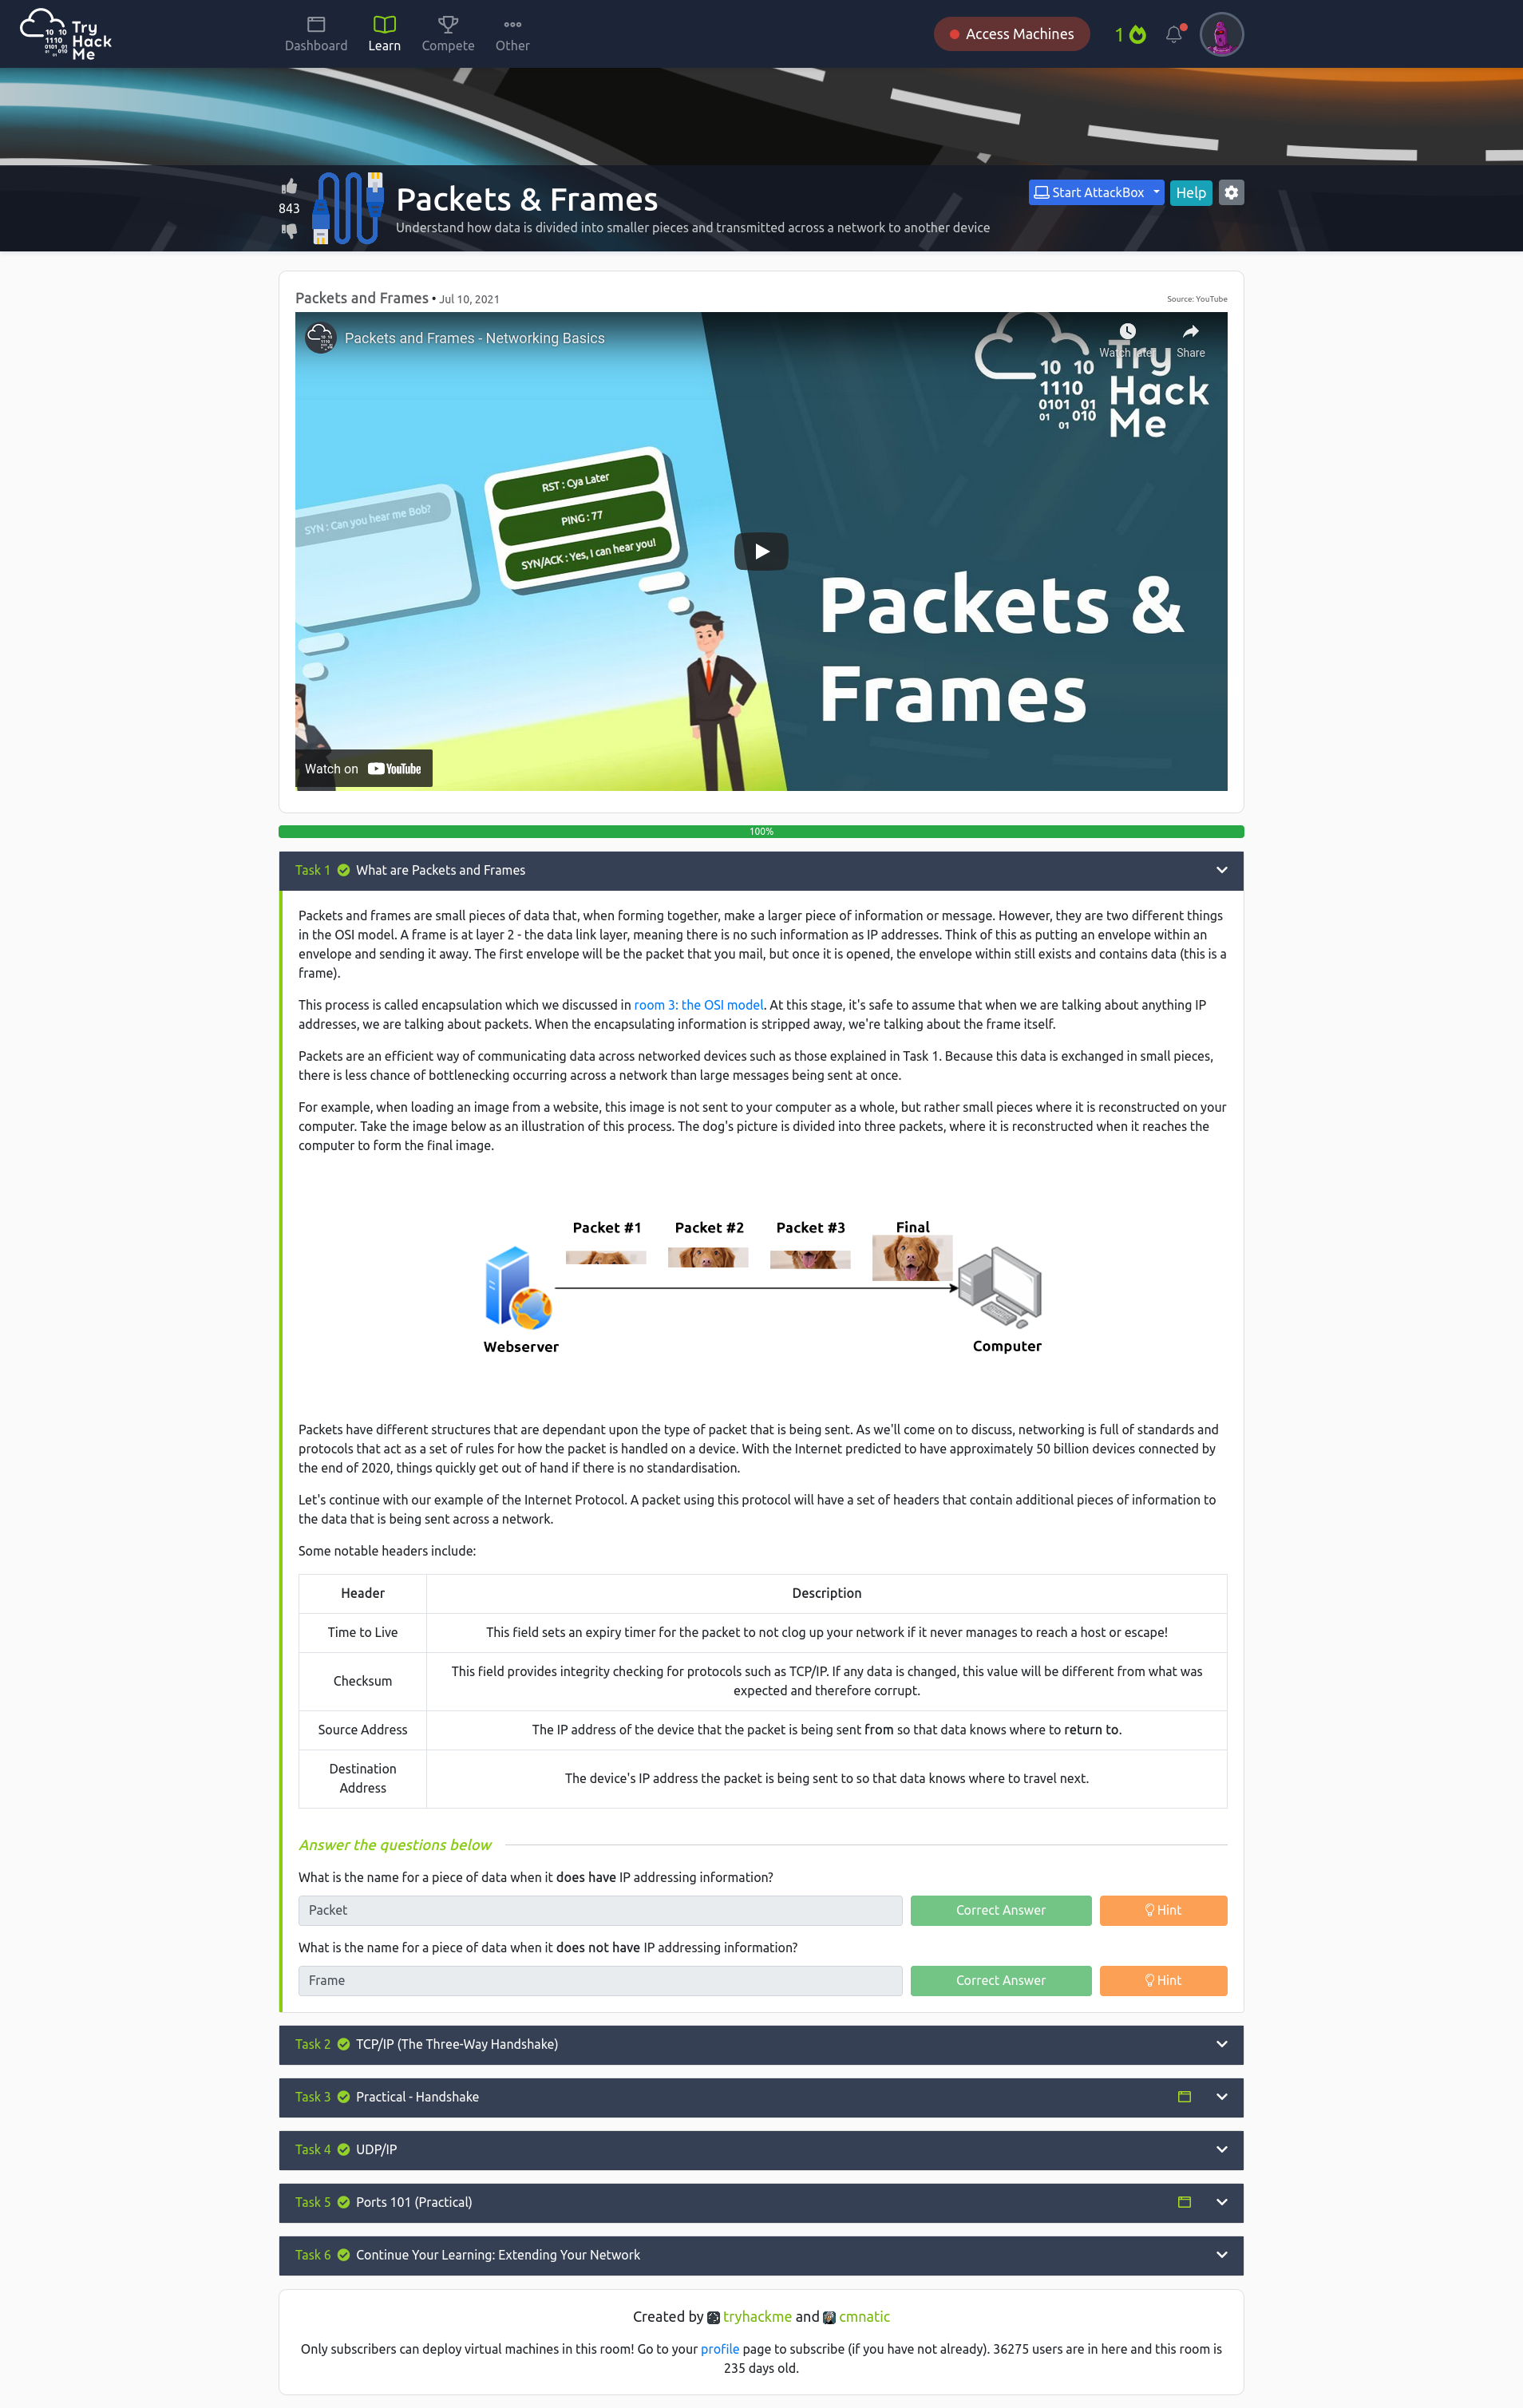 Try
Hack
Me
10 10
1110
0101 01
01 010
01
Dashboard
Learn
Compete
Other
Access Machines
1
843
Packets & Frames
Understand how data is divided into smaller pieces and transmitted across a network to another device
Start AttackBox
Help
Packets and Frames • Jul 10, 2021
Source: YouTube
Packets and Frames - Networking Basics
Watch later
Share
Try
Hack
Me
10 10
1110
0101 01
01 010
01
SYN : Can you hear me Bob?
RST : Cya Later
PING : 77
SYN/ACK : Yes, I can hear you!
Packets &
Frames
Watch on YouTube
100%
Task 1 What are Packets and Frames
Packets and frames are small pieces of data that, when forming together, make a larger piece of information or message. However, they are two different things
in the OSI model. A frame is at layer 2 - the data link layer, meaning there is no such information as IP addresses. Think of this as putting an envelope within an
envelope and sending it away. The first envelope will be the packet that you mail, but once it is opened, the envelope within still exists and contains data (this is a
frame).
This process is called encapsulation which we discussed in room 3: the OSI model. At this stage, it's safe to assume that when we are talking about anything IP
addresses, we are talking about packets. When the encapsulating information is stripped away, we're talking about the frame itself.
Packets are an efficient way of communicating data across networked devices such as those explained in Task 1. Because this data is exchanged in small pieces,
there is less chance of bottlenecking occurring across a network than large messages being sent at once.
For example, when loading an image from a website, this image is not sent to your computer as a whole, but rather small pieces where it is reconstructed on your
computer. Take the image below as an illustration of this process. The dog's picture is divided into three packets, where it is reconstructed when it reaches the
computer to form the final image.
Packet #1
Packet #2
Packet #3
Final
Webserver
Computer
Packets have different structures that are dependant upon the type of packet that is being sent. As we'll come on to discuss, networking is full of standards and
protocols that act as a set of rules for how the packet is handled on a device. With the Internet predicted to have approximately 50 billion devices connected by
the end of 2020, things quickly get out of hand if there is no standardisation.
Let's continue with our example of the Internet Protocol. A packet using this protocol will have a set of headers that contain additional pieces of information to
the data that is being sent across a network.
Some notable headers include:
Header
Description
Time to Live
This field sets an expiry timer for the packet to not clog up your network if it never manages to reach a host or escape!
Checksum
This field provides integrity checking for protocols such as TCP/IP. If any data is changed, this value will be different from what was
expected and therefore corrupt.
Source Address
The IP address of the device that the packet is being sent from so that data knows where to return to.
Destination
Address
The device's IP address the packet is being sent to so that data knows where to travel next.
Answer the questions below
What is the name for a piece of data when it does have IP addressing information?
Packet
Correct Answer
Hint
What is the name for a piece of data when it does not have IP addressing information?
Frame
Correct Answer
Hint
Task 2 TCP/IP (The Three-Way Handshake)
Task 3 Practical - Handshake
Task 4 UDP/IP
Task 5 Ports 101 (Practical)
Task 6 Continue Your Learning: Extending Your Network
Created by tryhackme and cmnatic
Only subscribers can deploy virtual machines in this room! Go to your profile page to subscribe (if you have not already). 36275 users are in here and this room is
235 days old.